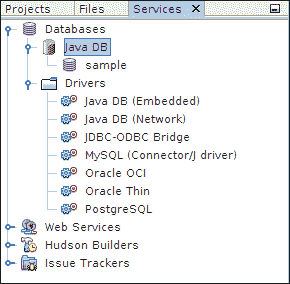 Projects Files Services X
Databases
Java DB
sample
Drivers
Java DB (Embedded)
Java DB (Network)
JDBC-ODBC Bridge
MySQL (Connector/J driver)
Oracle OCI
Oracle Thin
PostgreSQL
Web Services
Hudson Builders
Issue Trackers